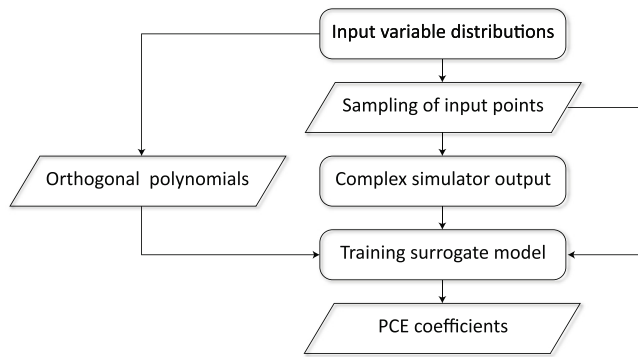 Input variable distributions
Sampling of input points
Orthogonal polynomials
Complex simulator output
Training surrogate model
PCE coefficients